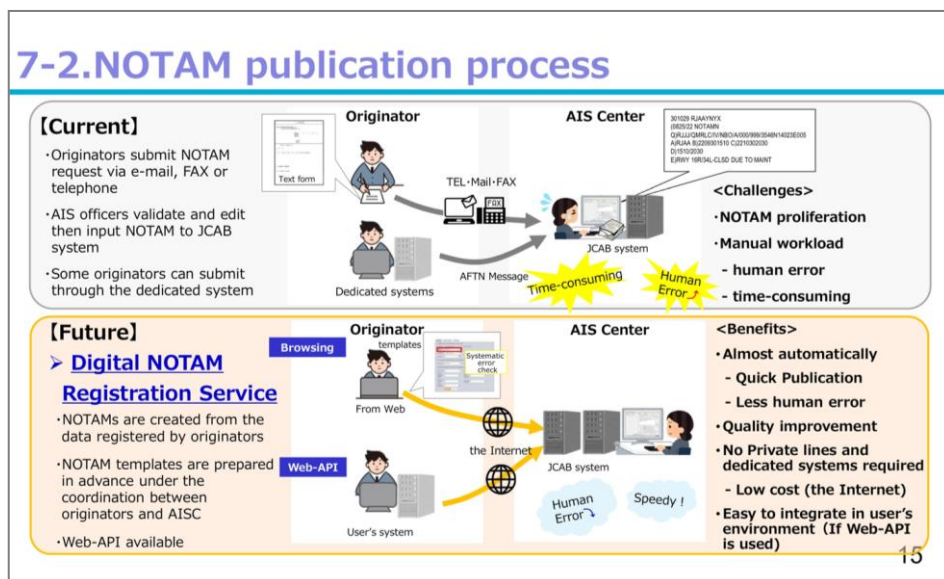 7-2.NOTAM publication process
【Current】
・Originators submit NOTAM
request via e-mail, FAX or
telephone
・AIS officers validate and edit
then input NOTAM to JCAB
system
・Some originators can submit
through the dedicated system
Originator
Text form
Dedicated systems
TEL・Mail・FAX
FAX
AFTN Message
AIS Center
JCAB system
Time-consuming
Human
Error
301029 RJAAYNYX
(0825/22 NOTAMN
Q)RJJJ/QMRLC/IV/NBO/A/000/999/3546N14023E005
A)RJAA B)2209301510 C)2210302030
D)1510/2030
E)RWY 16R/34L-CLSD DUE TO MAINT
<Challenges>
・NOTAM proliferation
・Manual workload
- human error
- time-consuming
【Future】
➢ Digital NOTAM
Registration Service
・NOTAMs are created from the
data registered by originators
・NOTAM templates are prepared
in advance under the
coordination between
originators and AISC
・Web-API available
Originator
Browsing
templates
Systematic
error
check
From Web
the Internet
Web-API
User's system
AIS Center
JCAB system
Human
Error
Speedy！
<Benefits>
・Almost automatically
- Quick Publication
- Less human error
・Quality improvement
・No Private lines and
dedicated systems required
- Low cost (the Internet)
・Easy to integrate in user's
environment (If Web-API
is used)
15